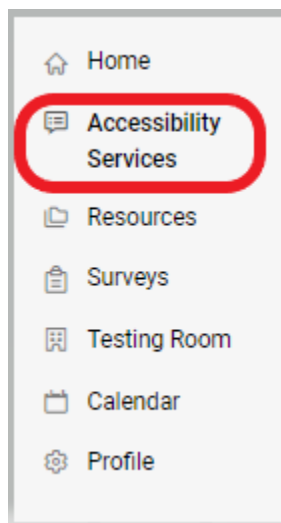 Home
Accessibility
Services
Resources
Surveys
Testing Room
Calendar
Profile